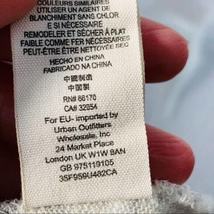 COULEURS SIMILAIRES
UTILISER UN AGENT DE
BLANCHIMENT SANS CHLOR
E SI NÉCESSAIRE
REMODELER ET SÉCHER À PLAT
FAIBLE COMME FER MTTRE
PEUT-ÊTRE ÊTRE NETTOYÉE SEC
HECHO EN CHINA
FABRICADO NA CHINA
中國制造
中国製
RN# 66170
CA# 32054
For EU- imported by
Urban Outfitters
Wholesale, Inc
24 Market Place
London UK W1W 8AN
GB 975119105
3SF9S9U482CA